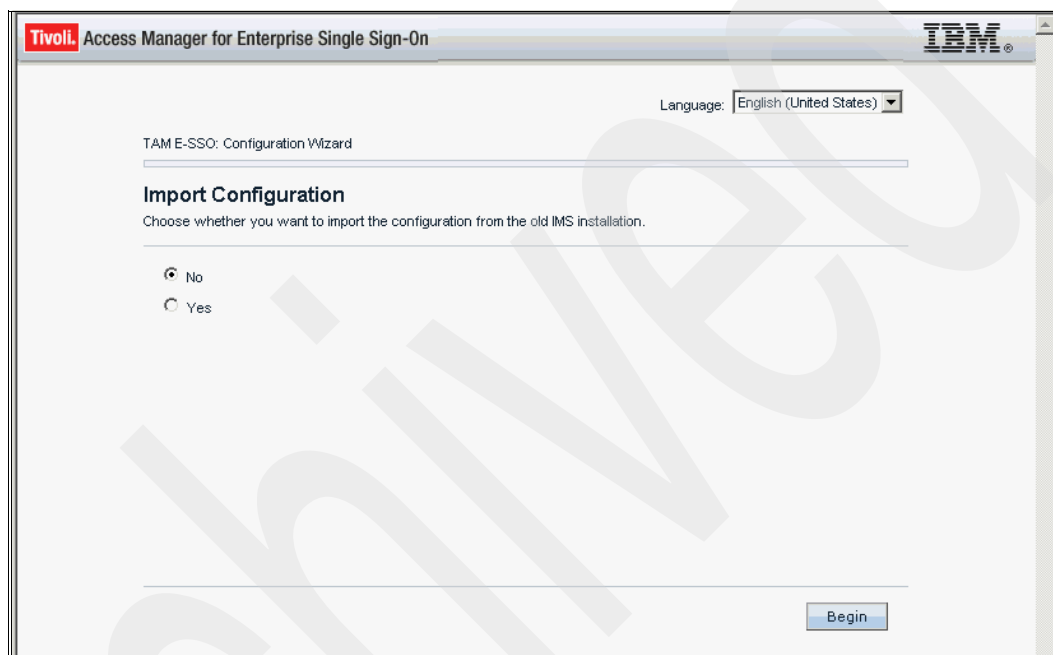 Tivoli. Access Manager for Enterprise Single Sign-On IBM®
Language: English (United States)
TAM E-SSO: Configuration Wizard
Import Configuration
Choose whether you want to import the configuration from the old IMS installation.
No
Yes
Begin